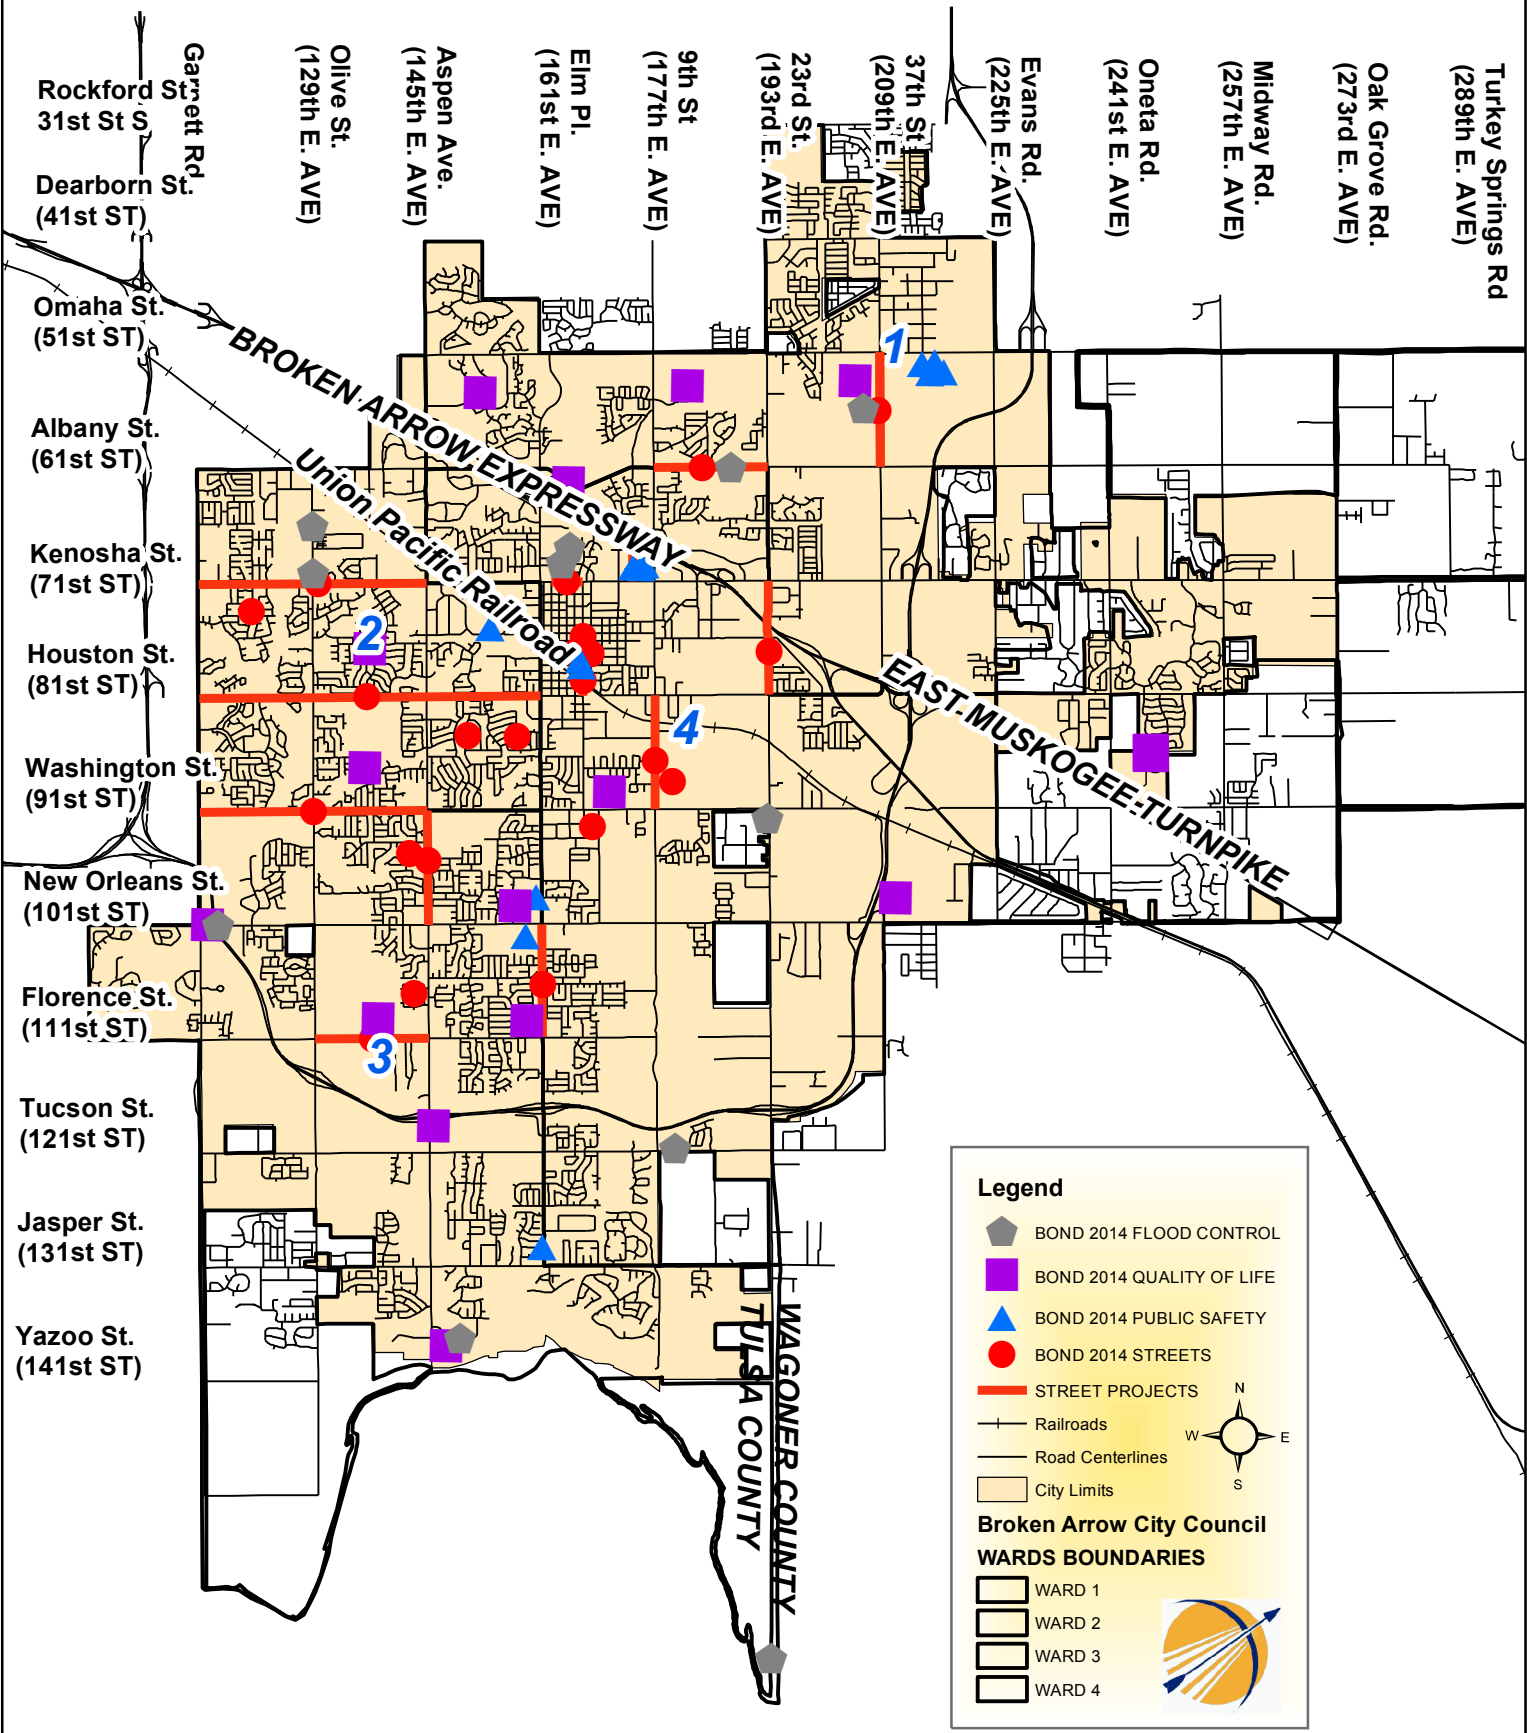 Garnett Rd
Olive St.
(129th E. AVE)
Aspen Ave.
(145th E. AVE)
Elm Pl.
(161st E. AVE)
9th St
(177th E. AVE)
23rd St.
(193rd E. AVE)
37th St
(209th E. AVE)
Evans Rd.
(225th E. AVE)
Oneta Rd.
(241st E. AVE)
Midway Rd.
(257th E. AVE)
Oak Grove Rd.
(273rd E. AVE)
Turkey Springs Rd
(289th E. AVE)
Rockford St.
31st St S
Dearborn St.
(41st ST)
Omaha St.
(51st ST)
Albany St.
(61st ST)
Kenosha St.
(71st ST)
Houston St.
(81st ST)
Washington St.
(91st ST)
New Orleans St.
(101st ST)
Florence St.
(111st ST)
Tucson St.
(121st ST)
Jasper St.
(131st ST)
Yazoo St.
(141st ST)
BROKEN ARROW EXPRESSWAY
Union Pacific Railroad
EAST MUSKOGEE TURNPIKE
1
2
4
3
TULSA COUNTY
WAGONER COUNTY
Legend
BOND 2014 FLOOD CONTROL
BOND 2014 QUALITY OF LIFE
BOND 2014 PUBLIC SAFETY
BOND 2014 STREETS
STREET PROJECTS
Railroads
Road Centerlines
City Limits
N
W
E
S
Broken Arrow City Council
WARDS BOUNDARIES
WARD 1
WARD 2
WARD 3
WARD 4